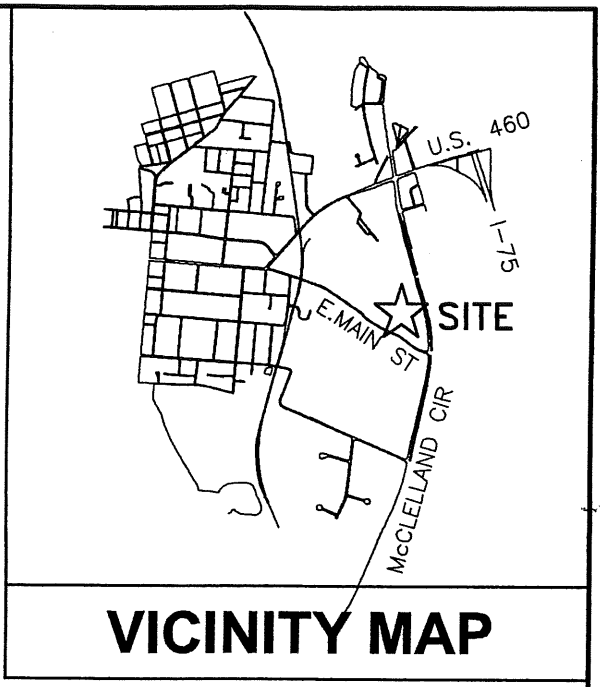 U.S. 460
I-75
SITE
E.MAIN ST
McCLELLAND CIR
VICINITY MAP